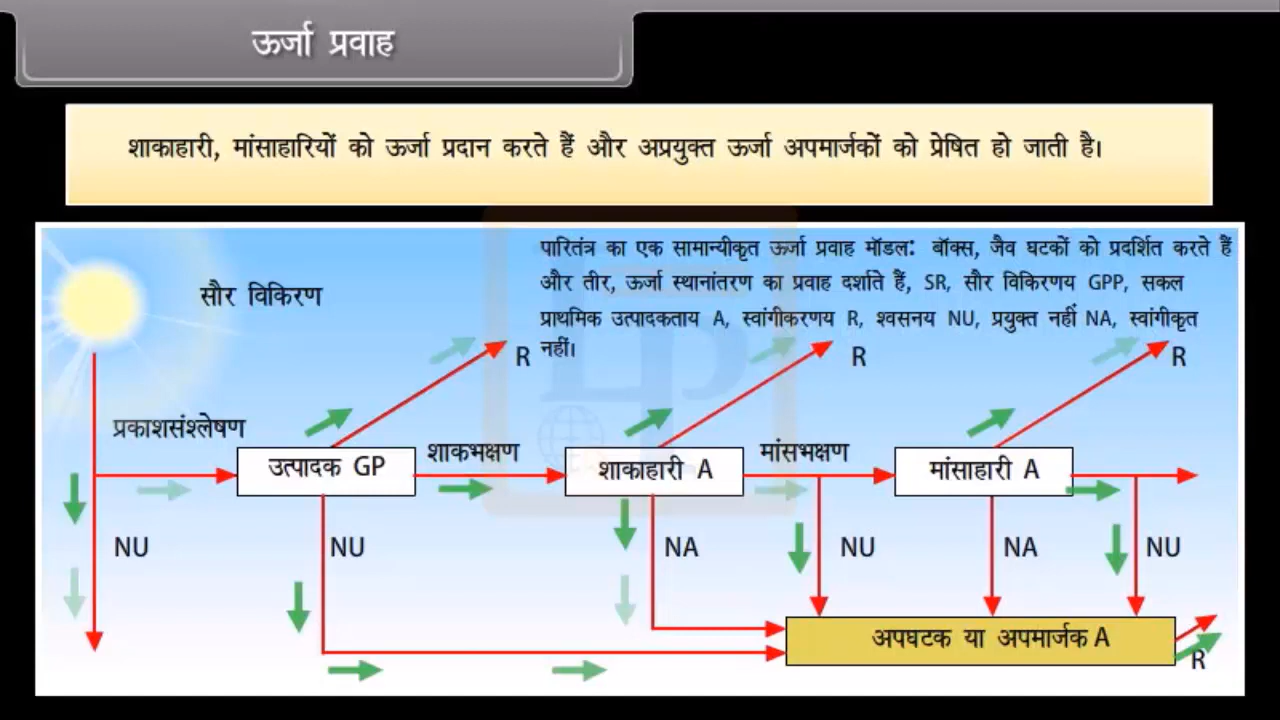 ऊर्जा प्रवाह
शाकाहारी, मांसाहारियों को ऊर्जा प्रदान करते हैं और अप्रयुक्त ऊर्जा अपमार्जकों को प्रेषित हो जाती है।
पारितंत्र का एक सामान्यीकृत ऊर्जा प्रवाह मॉडल: बॉक्स, जैव घटकों को प्रदर्शित करते हैं
और तीर, ऊर्जा स्थानांतरण का प्रवाह दर्शाते हैं, SR, सौर विकिरणय GPP, सकल
प्राथमिक उत्पादकताय A, स्वांगीकरणय R, श्वसनय NU, प्रयुक्त नहीं NA, स्वांगीकृत
नहीं।
सौर विकिरण
R
R
R
प्रकाशसंश्लेषण
उत्पादक GP
शाकभक्षण
शाकाहारी A
मांसभक्षण
मांसाहारी A
NU
NU
NA
NU
NA
NU
अपघटक या अपमार्जक A
R